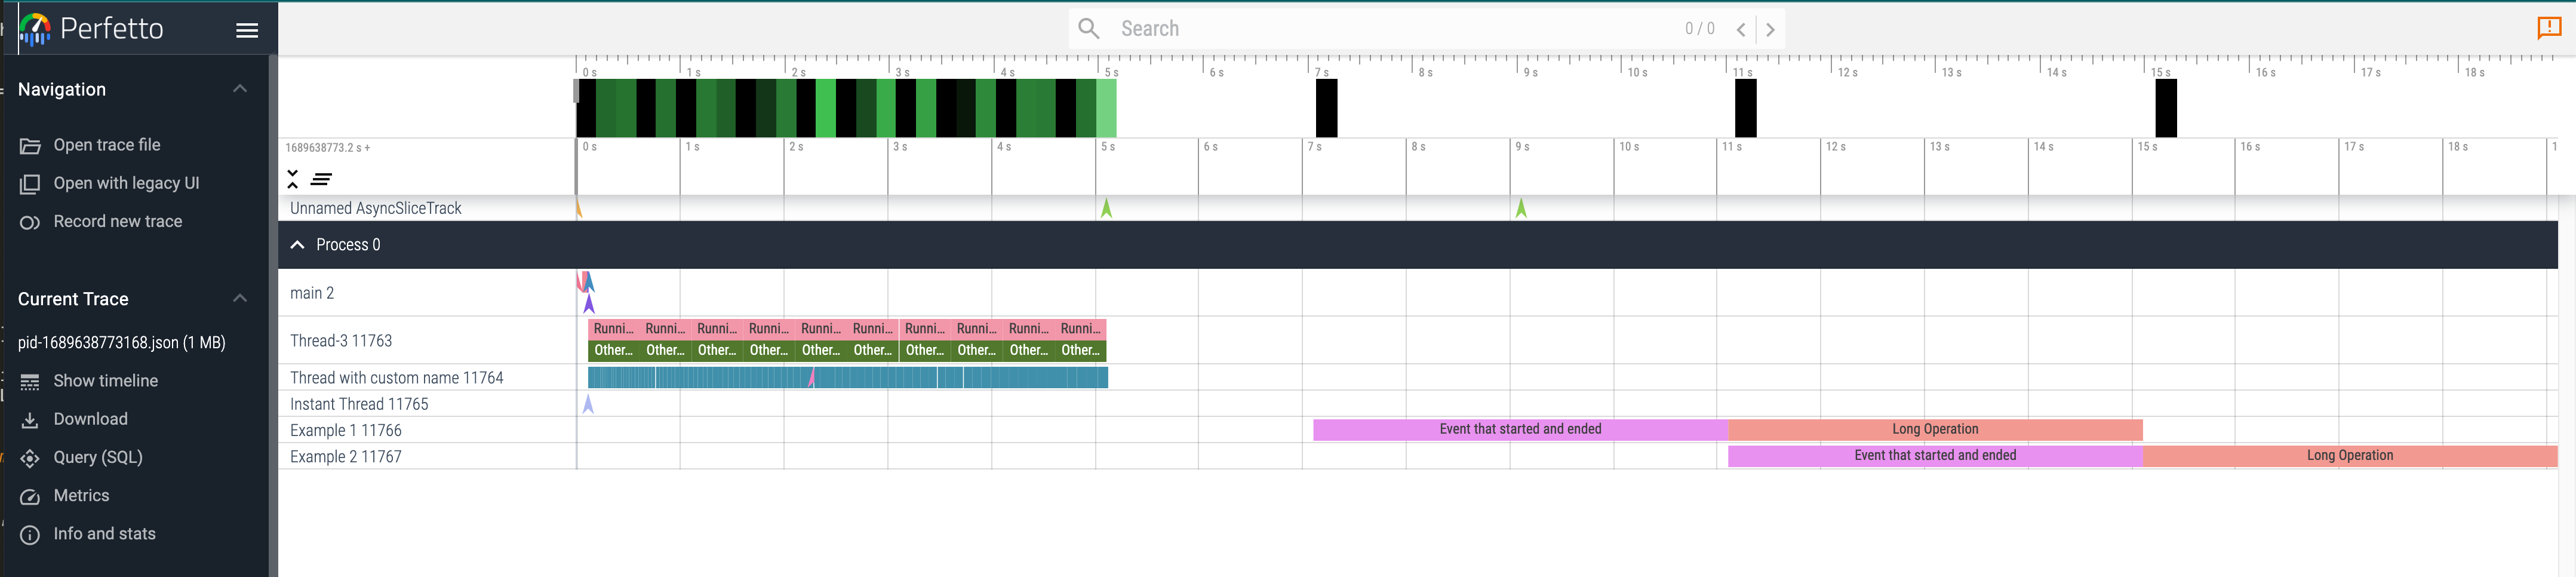 Perfetto
Search
0 / 0
Navigation
Open trace file
Open with legacy UI
Record new trace
Current Trace
pid-1689638773168.json (1 MB)
Show timeline
Download
Query (SQL)
Metrics
Info and stats
0 s 1 s 2 s 3 s 4 s 5 s 6 s 7 s 8 s 9 s 10 s 11 s 12 s 13 s 14 s 15 s 16 s 17 s 18 s
1689638773.2 s + 0 s 1 s 2 s 3 s 4 s 5 s 6 s 7 s 8 s 9 s 10 s 11 s 12 s 13 s 14 s 15 s 16 s 17 s 18 s 1
Unnamed AsyncSliceTrack
Process 0
main 2
Thread-3 11763
Runni... Runni... Runni... Runni... Runni... Runni... Runni... Runni... Runni... Runni...
Other... Other... Other... Other... Other... Other... Other... Other... Other... Other...
Thread with custom name 11764
Instant Thread 11765
Example 1 11766 Event that started and ended Long Operation
Example 2 11767 Event that started and ended Long Operation